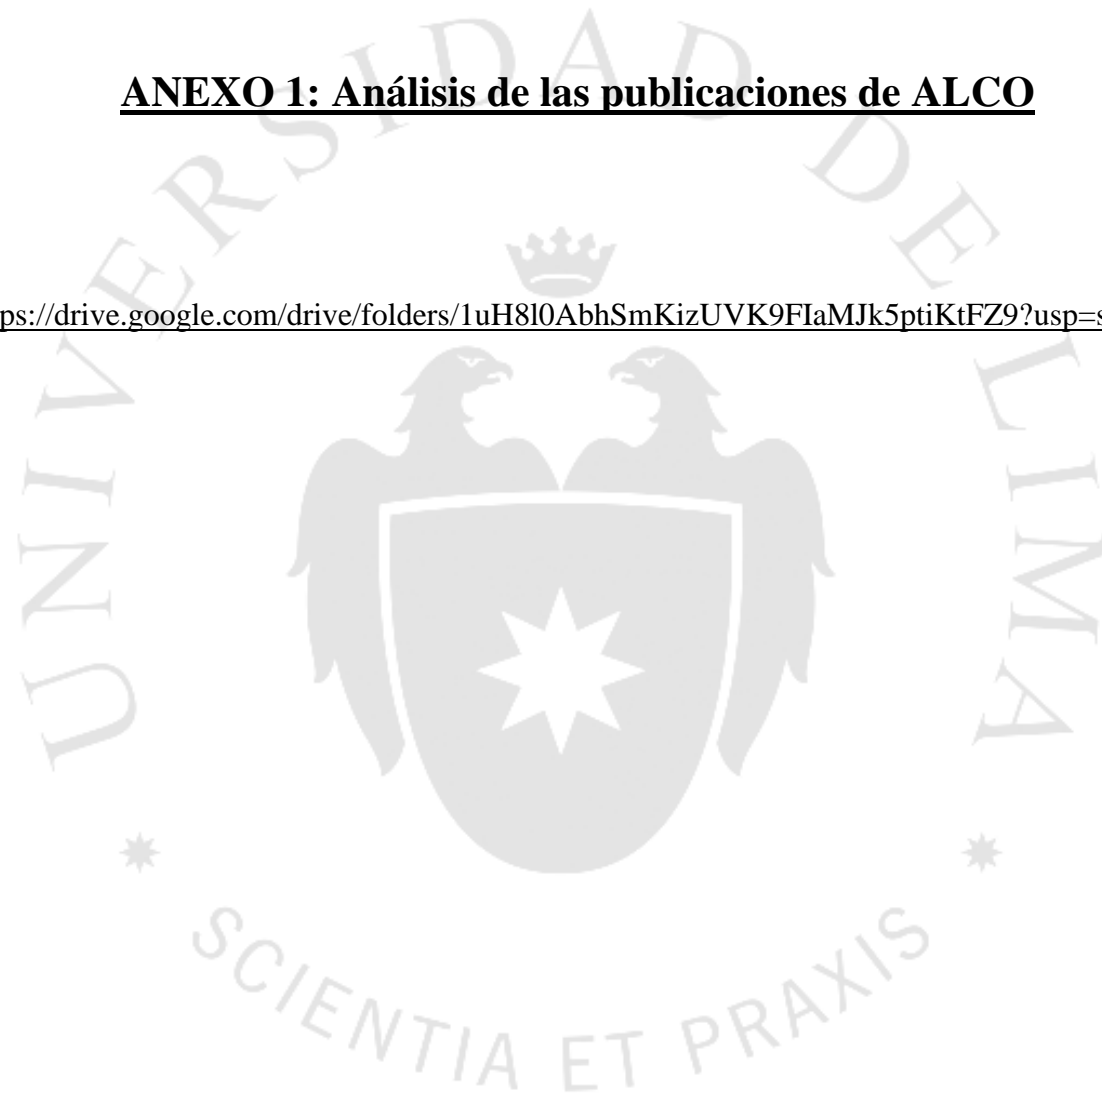 ANEXO 1: Análisis de las publicaciones de ALCO
ps://drive.google.com/drive/folders/1uH8l0AbhSmKizUVK9FIaMJk5ptiKtFZ9?usp=s
UNIVERSIDAD DE LIMA
SCIENTIA ET PRAXIS